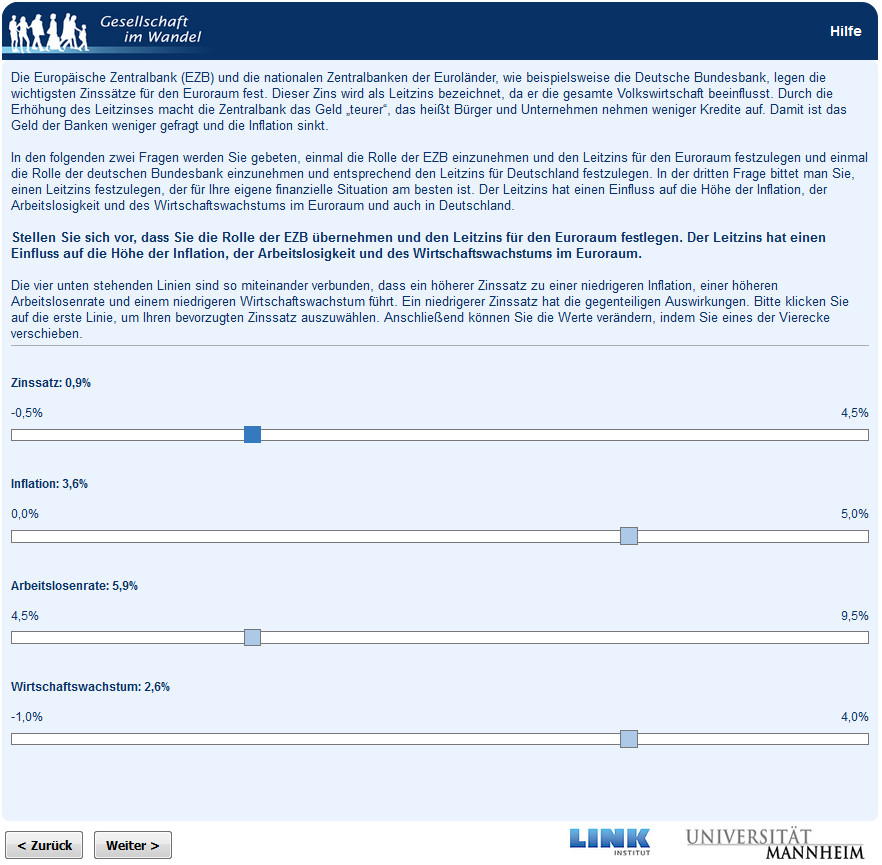 Gesellschaft
im Wandel
Hilfe
Die Europäische Zentralbank (EZB) und die nationalen Zentralbanken der Euroländer, wie beispielsweise die Deutsche Bundesbank, legen die
wichtigsten Zinssätze für den Euroraum fest. Dieser Zins wird als Leitzins bezeichnet, da er die gesamte Volkswirtschaft beeinflusst. Durch die
Erhöhung des Leitzinses macht die Zentralbank das Geld „teurer“, das heißt Bürger und Unternehmen nehmen weniger Kredite auf. Damit ist das
Geld der Banken weniger gefragt und die Inflation sinkt.
In den folgenden zwei Fragen werden Sie gebeten, einmal die Rolle der EZB einzunehmen und den Leitzins für den Euroraum festzulegen und einmal
die Rolle der deutschen Bundesbank einzunehmen und entsprechend den Leitzins für Deutschland festzulegen. In der dritten Frage bittet man Sie,
einen Leitzins festzulegen, der für Ihre eigene finanzielle Situation am besten ist. Der Leitzins hat einen Einfluss auf die Höhe der Inflation, der
Arbeitslosigkeit und des Wirtschaftswachstums im Euroraum und auch in Deutschland.
Stellen Sie sich vor, dass Sie die Rolle der EZB übernehmen und den Leitzins für den Euroraum festlegen. Der Leitzins hat einen
Einfluss auf die Höhe der Inflation, der Arbeitslosigkeit und des Wirtschaftswachstums im Euroraum.
Die vier unten stehenden Linien sind so miteinander verbunden, dass ein höherer Zinssatz zu einer niedrigeren Inflation, einer höheren
Arbeitslosenrate und einem niedrigeren Wirtschaftswachstum führt. Ein niedrigerer Zinssatz hat die gegenteiligen Auswirkungen. Bitte klicken Sie
auf die erste Linie, um Ihren bevorzugten Zinssatz auszuwählen. Anschließend können Sie die Werte verändern, indem Sie eines der Vierecke
verschieben.
Zinssatz: 0,9%
-0,5% 4,5%
Inflation: 3,6%
0,0% 5,0%
Arbeitslosenrate: 5,9%
4,5% 9,5%
Wirtschaftswachstum: 2,6%
-1,0% 4,0%
< Zurück Weiter >
LINK
INSTITUT
UNIVERSITÄT
MANNHEIM